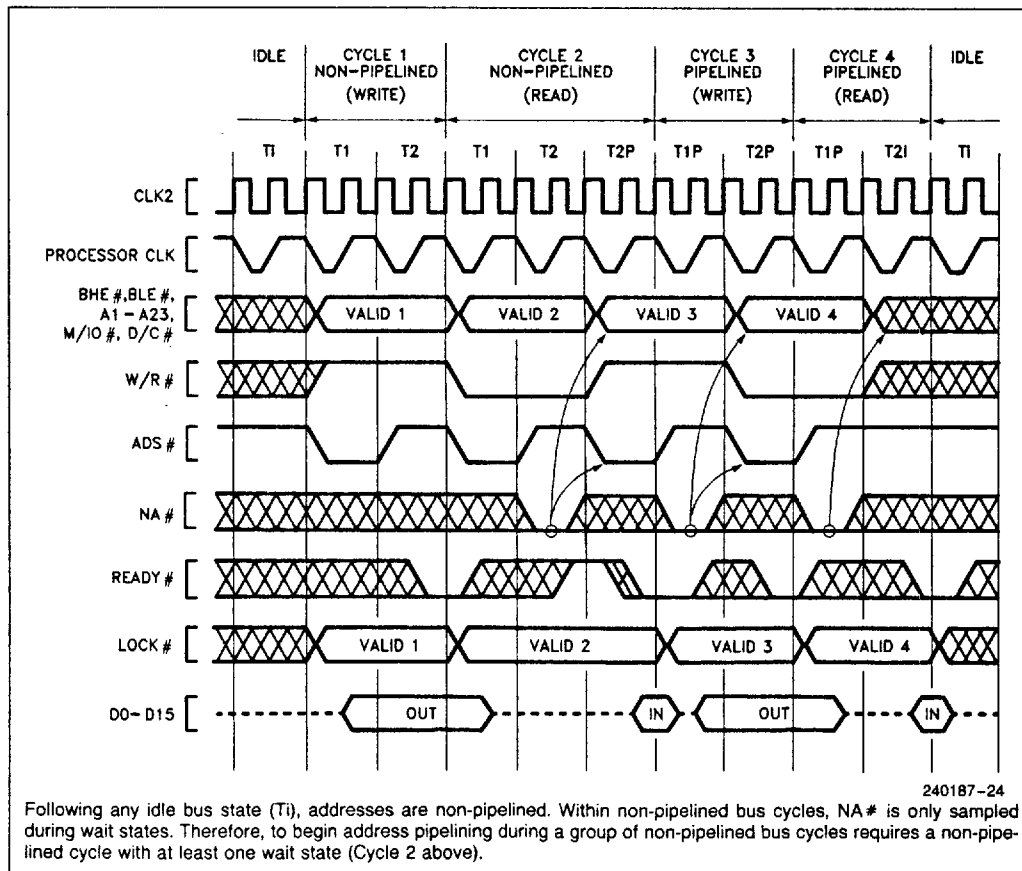 IDLE
CYCLE 1
NON-PIPELINED
(WRITE)
CYCLE 2
NON-PIPELINED
(READ)
CYCLE 3
PIPELINED
(WRITE)
CYCLE 4
PIPELINED
(READ)
IDLE
Ti T1 T2 T1 T2 T2P T1P T2P T1P T2I Ti
CLK2
PROCESSOR CLK
BHE#,BLE#,
A1-A23,
M/IO#, D/C#
VALID 1 VALID 2 VALID 3 VALID 4
W/R#
ADS#
NA#
READY#
LOCK#
VALID 1 VALID 2 VALID 3 VALID 4
D0-D15
OUT IN OUT IN
240187-24
Following any idle bus state (Ti), addresses are non-pipelined. Within non-pipelined bus cycles, NA# is only sampled
during wait states. Therefore, to begin address pipelining during a group of non-pipelined bus cycles requires a non-pipe-
lined cycle with at least one wait state (Cycle 2 above).